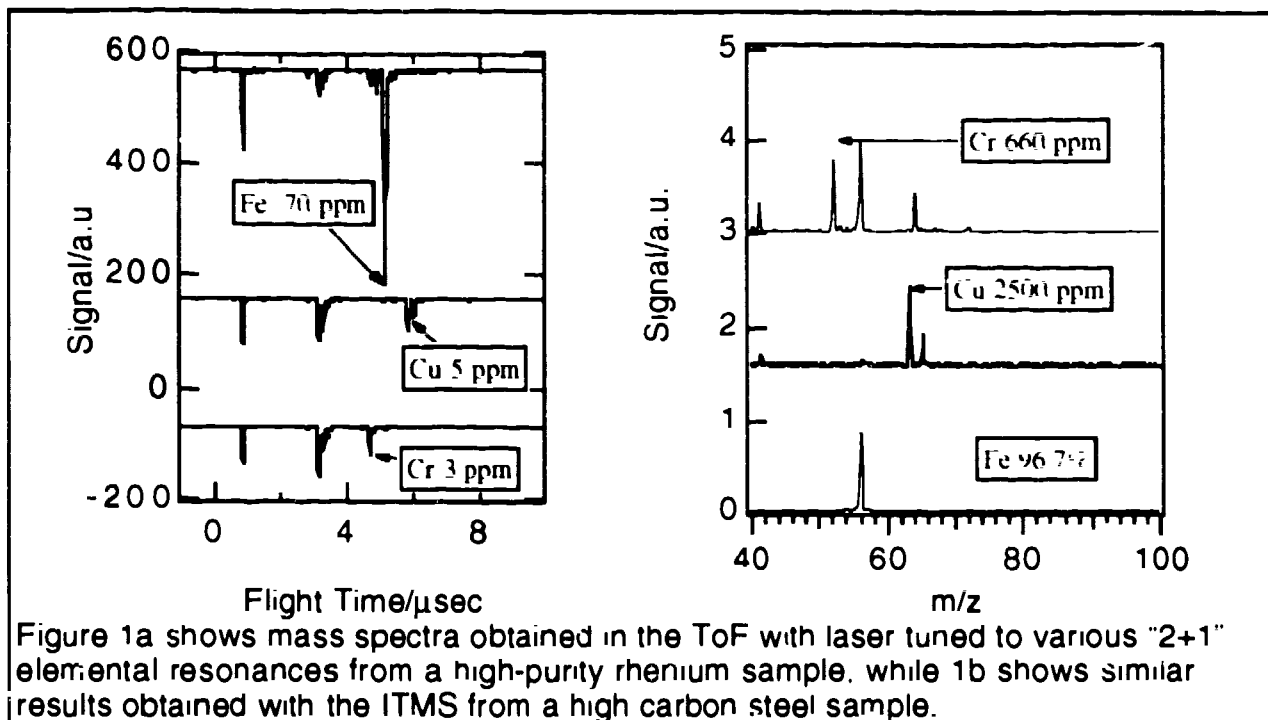 600
400
200
0
-200
Signal/a.u
Fe 70 ppm
Cu 5 ppm
Cr 3 ppm
0 4 8
Flight Time/μsec
5
4
3
2
1
0
Signal/a.u.
Cr 660 ppm
Cu 2500 ppm
Fe 96.7%
40 60 80 100
m/z
Figure 1a shows mass spectra obtained in the ToF with laser tuned to various "2+1"
elemental resonances from a high-purity rhenium sample, while 1b shows similar
results obtained with the ITMS from a high carbon steel sample.